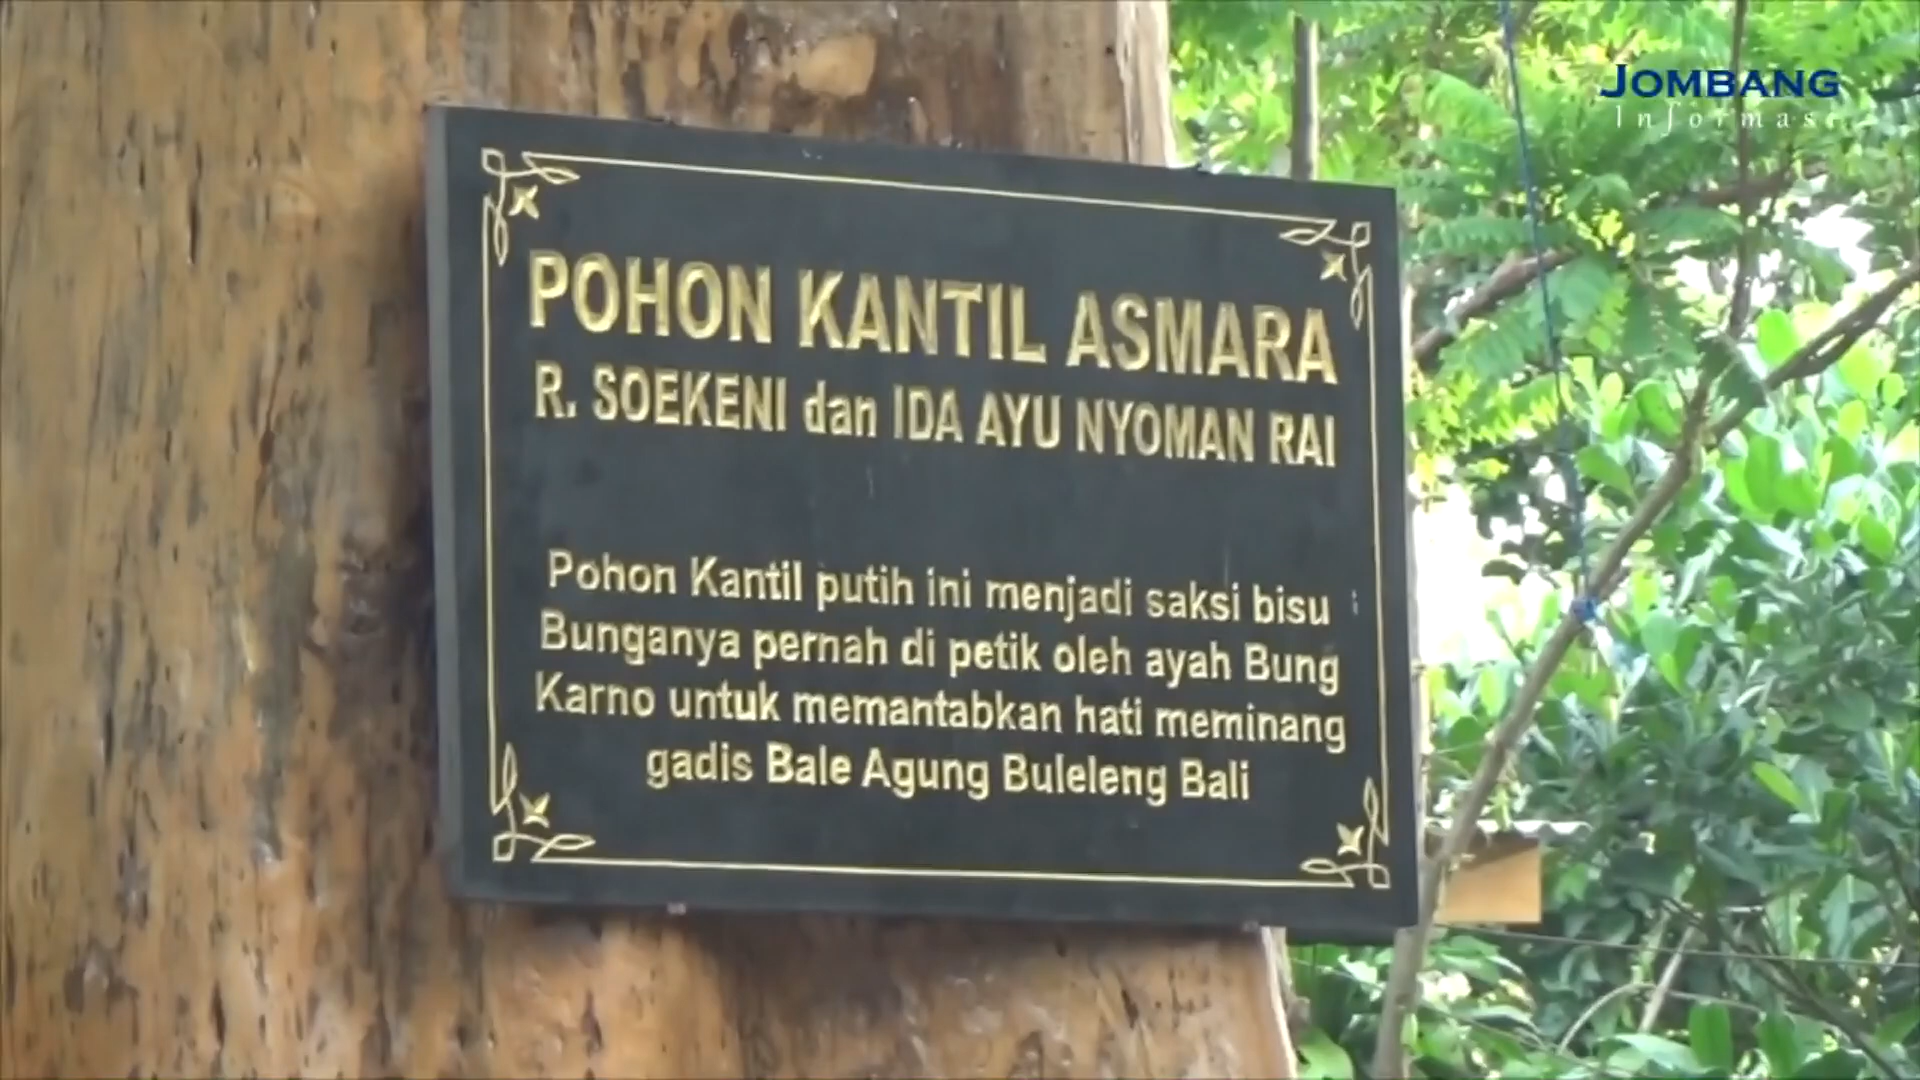 JOMBANG
Informasi
POHON KANTIL ASMARA
R. SOEKENI dan IDA AYU NYOMAN RAI
Pohon Kantil putih ini menjadi saksi bisu
Bunganya pernah di petik oleh ayah Bung
Karno untuk memantabkan hati meminang
gadis Bale Agung Buleleng Bali